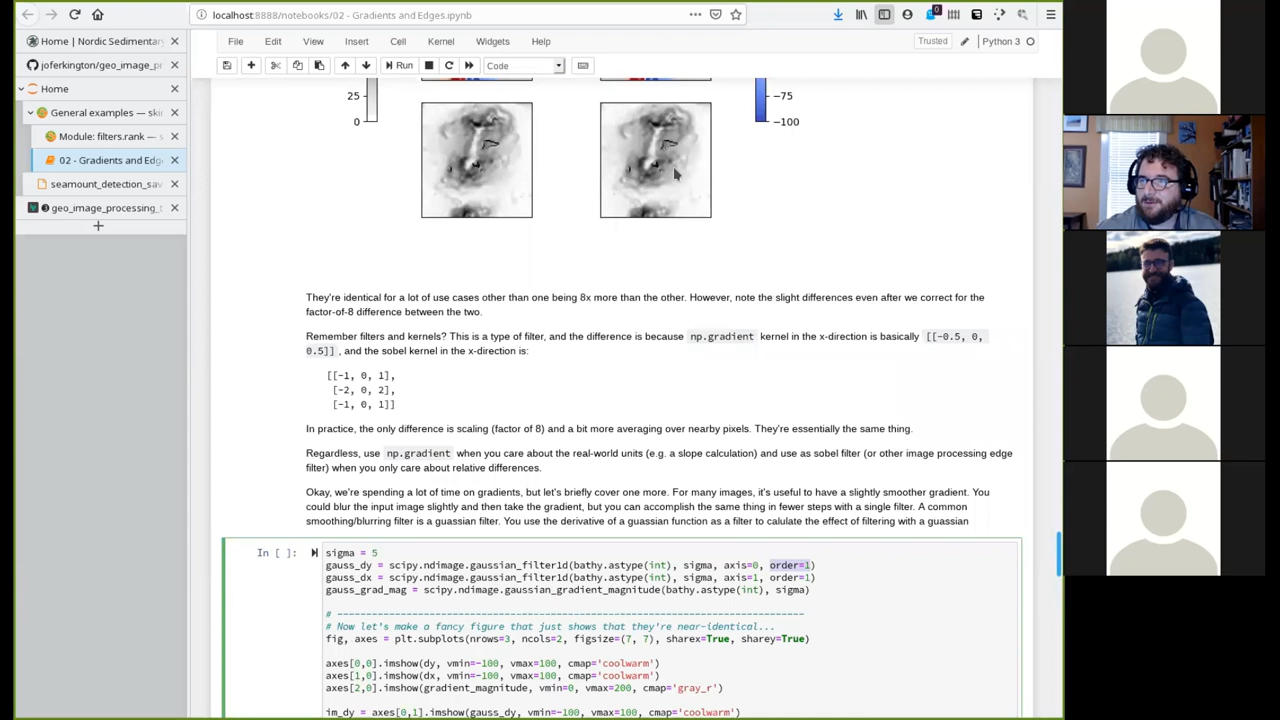 localhost:8888/notebooks/02 - Gradients and Edges.ipynb
0
Home | Nordic Sedimentar
joferkington/geo_image_p
Home
General examples — ski
Module: filters.rank — s
02 - Gradients and Edge
seamount_detection_sav
geo_image_processing
File Edit View Insert Cell Kernel Widgets Help
Trusted Python 3
Run Code
25
0
−75
−100
They're identical for a lot of use cases other than one being 8x more than the other. However, note the slight differences even after we correct for the
factor-of-8 difference between the two.
Remember filters and kernels? This is a type of filter, and the difference is because np.gradient kernel in the x-direction is basically [[-0.5, 0,
0.5]] , and the sobel kernel in the x-direction is:
[[-1, 0, 1],
[-2, 0, 2],
[-1, 0, 1]]
In practice, the only difference is scaling (factor of 8) and a bit more averaging over nearby pixels. They're essentially the same thing.
Regardless, use np.gradient when you care about the real-world units (e.g. a slope calculation) and use as sobel filter (or other image processing edge
filter) when you only care about relative differences.
Okay, we're spending a lot of time on gradients, but let's briefly cover one more. For many images, it's useful to have a slightly smoother gradient. You
could blur the input image slightly and then take the gradient, but you can accomplish the same thing in fewer steps with a single filter. A common
smoothing/blurring filter is a guassian filter. You use the derivative of a guassian function as a filter to calulate the effect of filtering with a guassian
In [ ]:
sigma = 5
gauss_dy = scipy.ndimage.gaussian_filter1d(bathy.astype(int), sigma, axis=0, order=1)
gauss_dx = scipy.ndimage.gaussian_filter1d(bathy.astype(int), sigma, axis=1, order=1)
gauss_grad_mag = scipy.ndimage.gaussian_gradient_magnitude(bathy.astype(int), sigma)
# -----------------------------------------------------------------------------
# Now let's make a fancy figure that just shows that they're near-identical...
fig, axes = plt.subplots(nrows=3, ncols=2, figsize=(7, 7), sharex=True, sharey=True)
axes[0,0].imshow(dy, vmin=-100, vmax=100, cmap='coolwarm')
axes[1,0].imshow(dx, vmin=-100, vmax=100, cmap='coolwarm')
axes[2,0].imshow(gradient_magnitude, vmin=0, vmax=200, cmap='gray_r')
im_dy = axes[0,1].imshow(gauss_dy, vmin=-100, vmax=100, cmap='coolwarm')